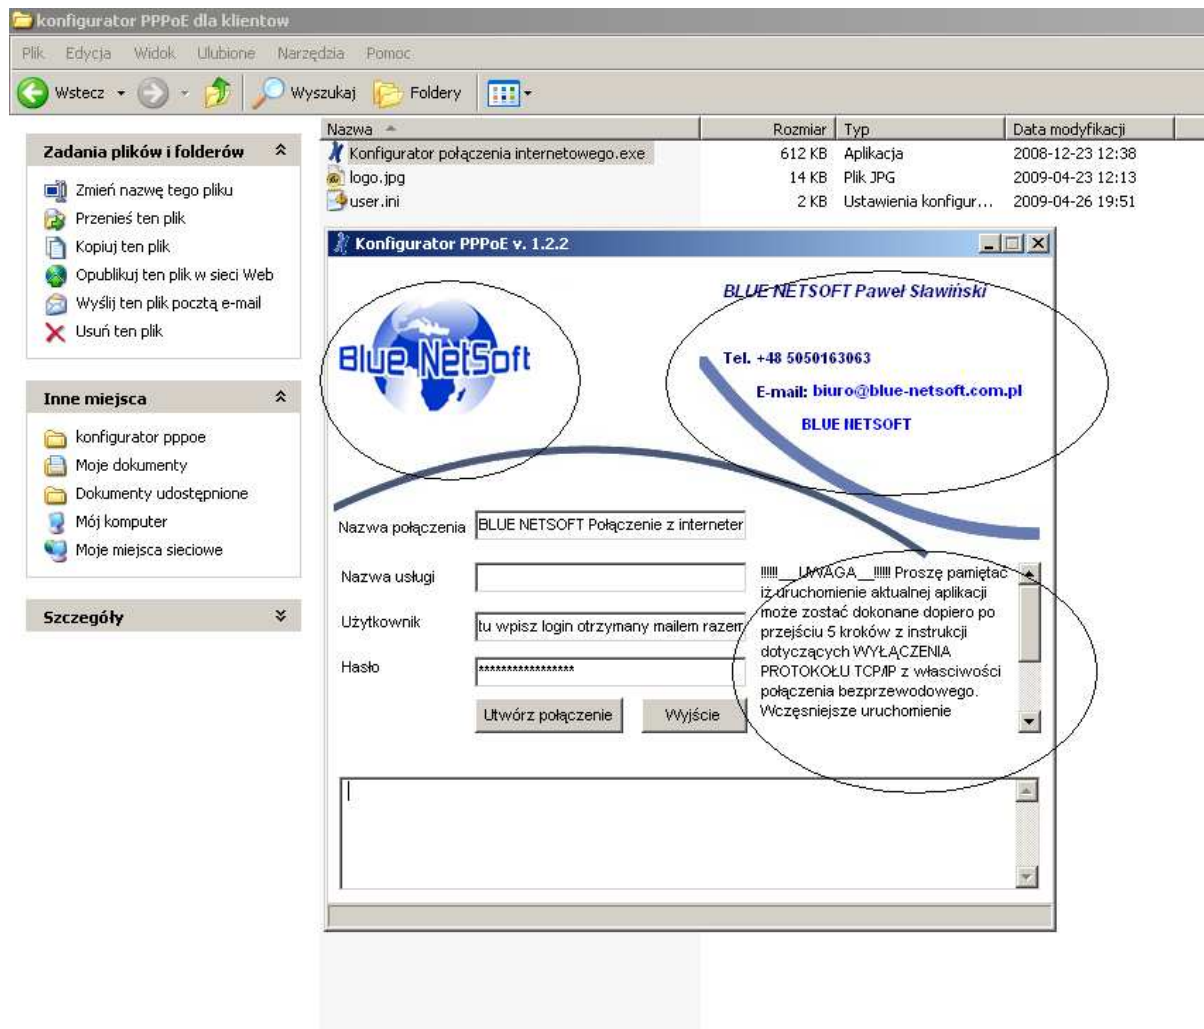 konfigurator PPPoE dla klientow
Plik Edycja Widok Ulubione Narzędzia Pomoc
Wstecz Wyszukaj Foldery
Nazwa Rozmiar Typ Data modyfikacji
Konfigurator połączenia internetowego.exe 612 KB Aplikacja 2008-12-23 12:38
logo.jpg 14 KB Plik JPG 2009-04-23 12:13
user.ini 2 KB Ustawienia konfigur... 2009-04-26 19:51
Zadania plików i folderów
Zmień nazwę tego pliku
Przenieś ten plik
Kopiuj ten plik
Opublikuj ten plik w sieci Web
Wyślij ten plik pocztą e-mail
Usuń ten plik
Inne miejsca
konfigurator pppoe
Moje dokumenty
Dokumenty udostępnione
Mój komputer
Moje miejsca sieciowe
Szczegóły
Konfigurator PPPoE v. 1.2.2
Blue NetSoft
BLUE NETSOFT Paweł Sławiński
Tel. +48 5050163063
E-mail: biuro@blue-netsoft.com.pl
BLUE NETSOFT
Nazwa połączenia BLUE NETSOFT Połączenie z interneter
Nazwa usługi
Użytkownik tu wpisz login otrzymany mailem razem
Hasło *****************
Utwórz połączenie Wyjście
!!!!!__UWAGA__!!!!! Proszę pamiętać
iż uruchomienie aktualnej aplikacji
może zostać dokonane dopiero po
przejściu 5 kroków z instrukcji
dotyczących WYŁĄCZENIA
PROTOKOŁU TCP/IP z własciwości
połączenia bezprzewodowego.
Wcześniejsze uruchomienie